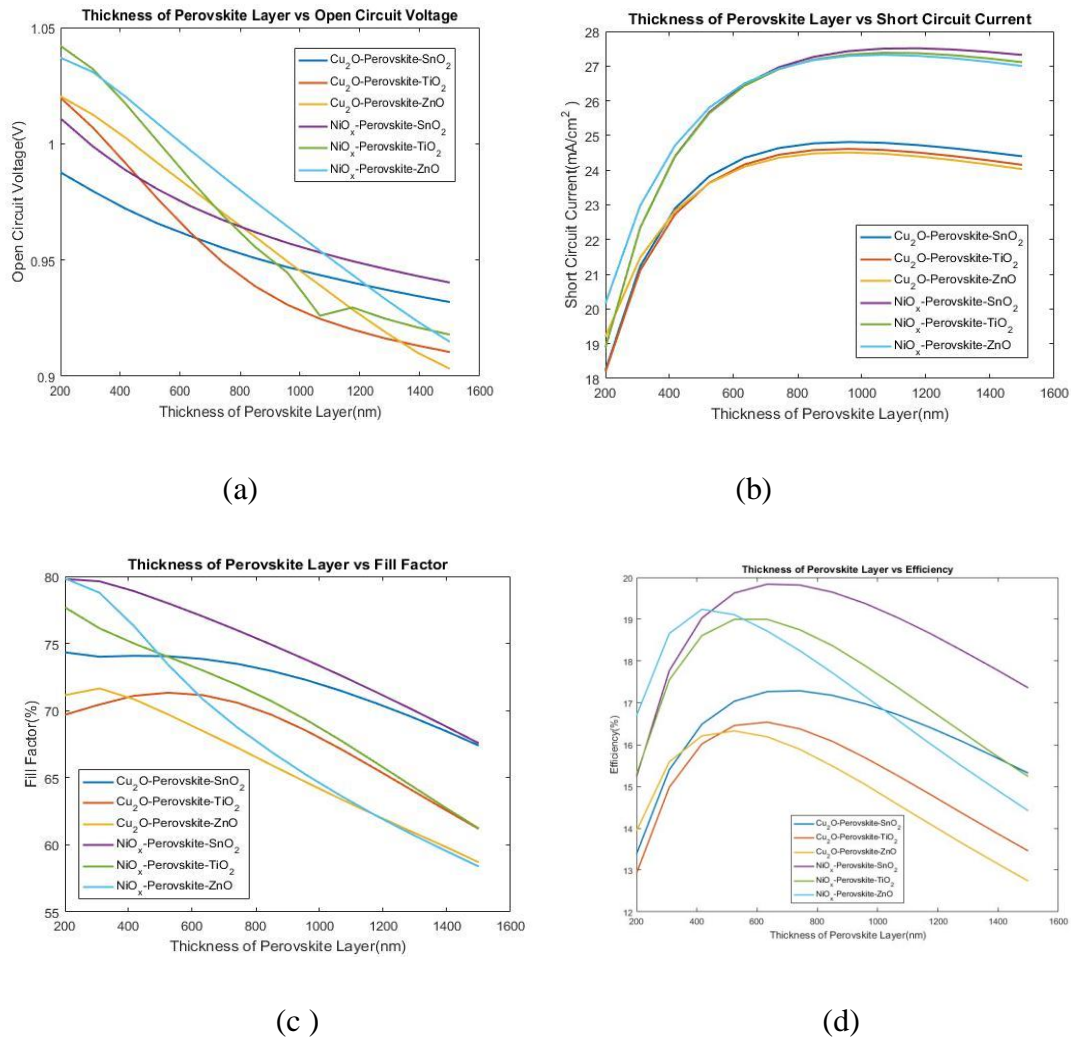 Thickness of Perovskite Layer vs Open Circuit Voltage
1.05
1
0.95
0.9
Open Circuit Voltage(V)
Cu2O-Perovskite-SnO2
Cu2O-Perovskite-TiO2
Cu2O-Perovskite-ZnO
NiOx-Perovskite-SnO2
NiOx-Perovskite-TiO2
NiOx-Perovskite-ZnO
200 400 600 800 1000 1200 1400 1600
Thickness of Perovskite Layer(nm)
(a)
Thickness of Perovskite Layer vs Short Circuit Current
28
27
26
25
24
23
22
21
20
19
18
Short Circuit Current(mA/cm2 )
Cu2O-Perovskite-SnO2
Cu2O-Perovskite-TiO2
Cu2O-Perovskite-ZnO
NiOx-Perovskite-SnO2
NiOx-Perovskite-TiO2
NiOx-Perovskite-ZnO
200 400 600 800 1000 1200 1400 1600
Thickness of Perovskite Layer(nm)
(b)
Thickness of Perovskite Layer vs Fill Factor
80
75
70
65
60
55
Fill Factor(%)
Cu2O-Perovskite-SnO2
Cu2O-Perovskite-TiO2
Cu2O-Perovskite-ZnO
NiOx-Perovskite-SnO2
NiOx-Perovskite-TiO2
NiOx-Perovskite-ZnO
200 400 600 800 1000 1200 1400 1600
Thickness of Perovskite Layer(nm)
(c )
Thickness of Perovskite Layer vs Efficiency
20
19
18
17
16
15
14
13
12
Efficiency(%)
Cu2O-Perovskite-SnO2
Cu2O-Perovskite-TiO2
Cu2O-Perovskite-ZnO
NiOx-Perovskite-SnO2
NiOx-Perovskite-TiO2
NiOx-Perovskite-ZnO
200 400 600 800 1000 1200 1400 1600
Thickness of Perovskite Layer(nm)
(d)